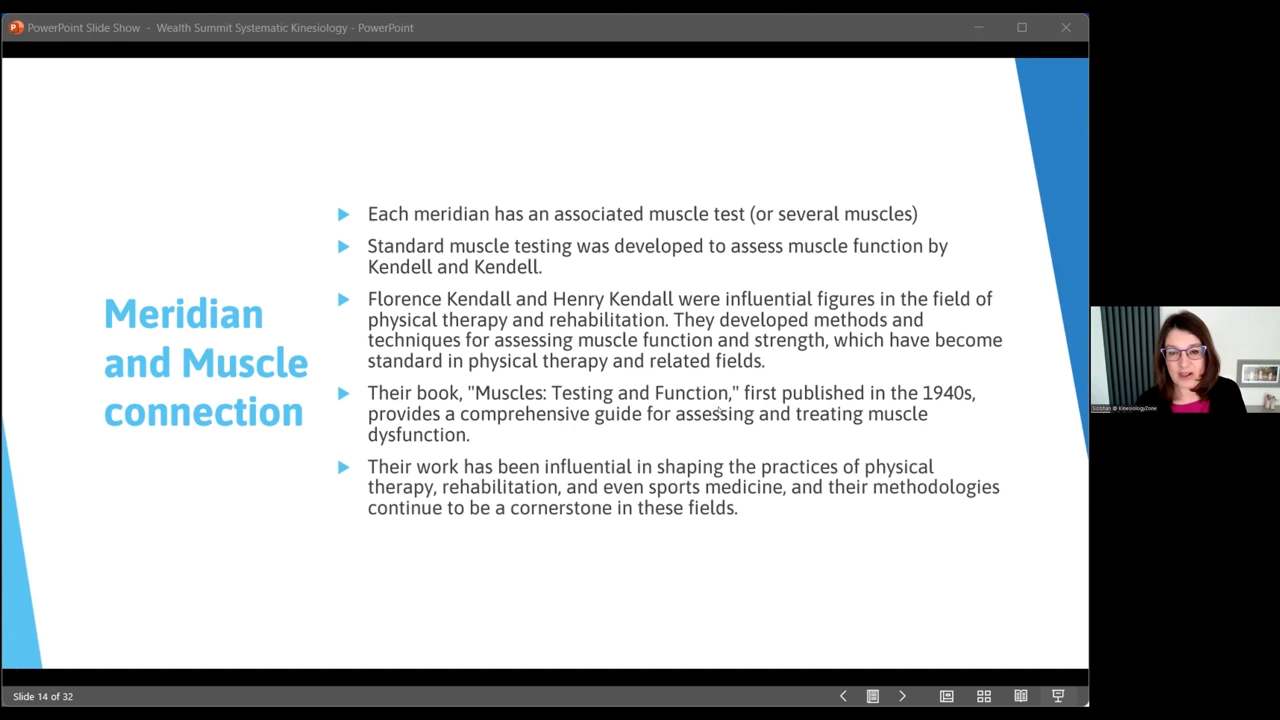 PowerPoint Slide Show - Wealth Summit Systematic Kinesiology - PowerPoint
Meridian
and Muscle
connection
Each meridian has an associated muscle test (or several muscles)
Standard muscle testing was developed to assess muscle function by
Kendell and Kendell.
Florence Kendall and Henry Kendall were influential figures in the field of
physical therapy and rehabilitation. They developed methods and
techniques for assessing muscle function and strength, which have become
standard in physical therapy and related fields.
Their book, "Muscles: Testing and Function," first published in the 1940s,
provides a comprehensive guide for assessing and treating muscle
dysfunction.
Their work has been influential in shaping the practices of physical
therapy, rehabilitation, and even sports medicine, and their methodologies
continue to be a cornerstone in these fields.
Siobhan @ KinesiologyZone
Slide 14 of 32